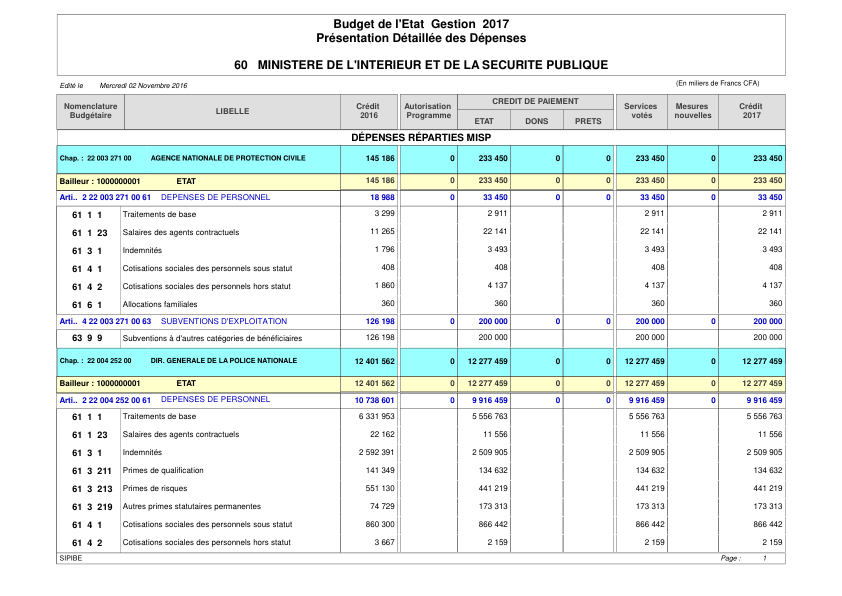 Budget de l'Etat Gestion 2017
Présentation Détaillée des Dépenses
60 MINISTERE DE L'INTERIEUR ET DE LA SECURITE PUBLIQUE
Edité le Mercredi 02 Novembre 2016 (En milliers de Francs CFA)
Nomenclature Budgétaire LIBELLE Crédit 2016 Autorisation Programme CREDIT DE PAIEMENT ETAT DONS PRETS Services votés Mesures nouvelles Crédit 2017
DÉPENSES RÉPARTIES MISP
Chap. : 22 003 271 00 AGENCE NATIONALE DE PROTECTION CIVILE 145 186 0 233 450 0 0 233 450 0 233 450
Bailleur : 1000000001 ETAT 145 186 0 233 450 0 0 233 450 0 233 450
Arti.. 2 22 003 271 00 61 DEPENSES DE PERSONNEL 18 988 0 33 450 0 0 33 450 0 33 450
61 1 1 Traitements de base 3 299 2 911 2 911 2 911
61 1 23 Salaires des agents contractuels 11 265 22 141 22 141 22 141
61 3 1 Indemnités 1 796 3 493 3 493 3 493
61 4 1 Cotisations sociales des personnels sous statut 408 408 408 408
61 4 2 Cotisations sociales des personnels hors statut 1 860 4 137 4 137 4 137
61 6 1 Allocations familiales 360 360 360 360
Arti.. 4 22 003 271 00 63 SUBVENTIONS D'EXPLOITATION 126 198 0 200 000 0 0 200 000 0 200 000
63 9 9 Subventions à d'autres catégories de bénéficiaires 126 198 200 000 200 000 200 000
Chap. : 22 004 252 00 DIR. GENERALE DE LA POLICE NATIONALE 12 401 562 0 12 277 459 0 0 12 277 459 0 12 277 459
Bailleur : 1000000001 ETAT 12 401 562 0 12 277 459 0 0 12 277 459 0 12 277 459
Arti.. 2 22 004 252 00 61 DEPENSES DE PERSONNEL 10 738 601 0 9 916 459 0 0 9 916 459 0 9 916 459
61 1 1 Traitements de base 6 331 953 5 556 763 5 556 763 5 556 763
61 1 23 Salaires des agents contractuels 22 162 11 556 11 556 11 556
61 3 1 Indemnités 2 592 391 2 509 905 2 509 905 2 509 905
61 3 211 Primes de qualification 141 349 134 632 134 632 134 632
61 3 213 Primes de risques 551 130 441 219 441 219 441 219
61 3 219 Autres primes statutaires permanentes 74 729 173 313 173 313 173 313
61 4 1 Cotisations sociales des personnels sous statut 860 300 866 442 866 442 866 442
61 4 2 Cotisations sociales des personnels hors statut 3 667 2 159 2 159 2 159
SIPIBE Page : 1